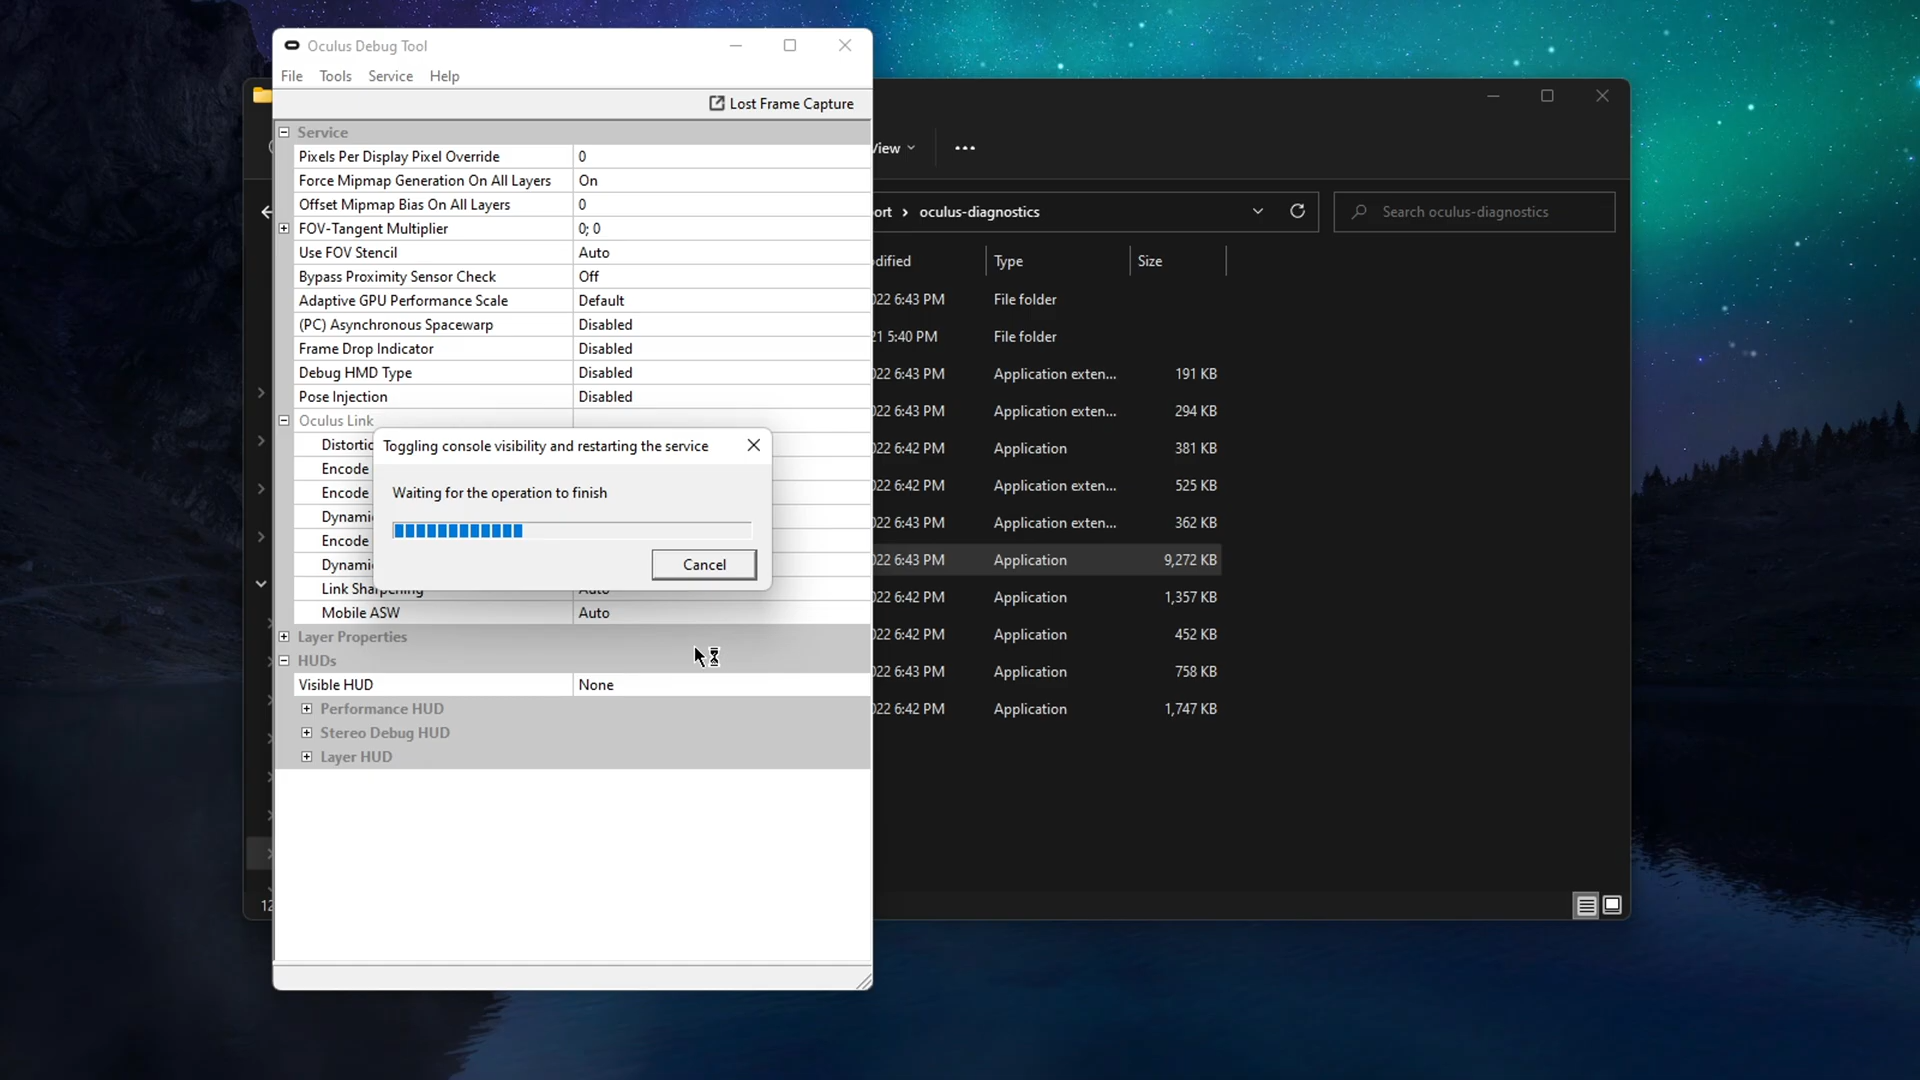 Oculus Debug Tool
File Tools Service Help
Lost Frame Capture
Service
Pixels Per Display Pixel Override 0
Force Mipmap Generation On All Layers On
Offset Mipmap Bias On All Layers 0
FOV-Tangent Multiplier 0; 0
Use FOV Stencil Auto
Bypass Proximity Sensor Check Off
Adaptive GPU Performance Scale Default
(PC) Asynchronous Spacewarp Disabled
Frame Drop Indicator Disabled
Debug HMD Type Disabled
Pose Injection Disabled
Oculus Link
Distortio
Encode
Encode
Dynami
Encode
Dynami
Link Sharpening Auto
Mobile ASW Auto
Layer Properties
HUDs
Visible HUD None
Performance HUD
Stereo Debug HUD
Layer HUD
Toggling console visibility and restarting the service
Waiting for the operation to finish
Cancel
View
ort › oculus-diagnostics
Search oculus-diagnostics
dified Type Size
022 6:43 PM File folder
21 5:40 PM File folder
022 6:43 PM Application exten... 191 KB
022 6:43 PM Application exten... 294 KB
022 6:42 PM Application 381 KB
022 6:42 PM Application exten... 525 KB
022 6:43 PM Application exten... 362 KB
022 6:43 PM Application 9,272 KB
022 6:42 PM Application 1,357 KB
022 6:42 PM Application 452 KB
022 6:43 PM Application 758 KB
022 6:42 PM Application 1,747 KB
12